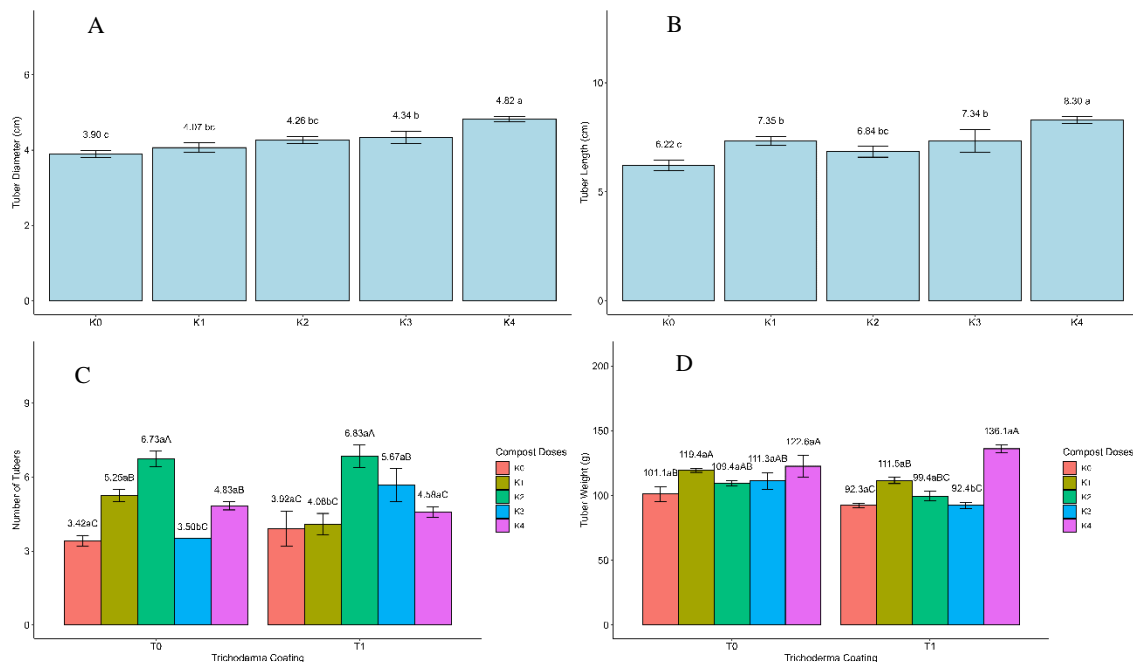 A
Tuber Diameter (cm)
6
4
2
0
3.90 c
4.07 bc
4.26 bc
4.34 b
4.82 a
K0
K1
K2
K3
K4
B
Tuber Length (cm)
10
5
0
6.22 c
7.35 b
6.84 bc
7.34 b
8.30 a
K0
K1
K2
K3
K4
C
Number of Tubers
9
6
3
0
3.42aC
5.25aB
6.73aA
3.50bC
4.83aB
3.92aC
4.08bC
6.83aA
5.67aB
4.58aC
T0
T1
Trichoderma Coating
Compost Doses
K0
K1
K2
K3
K4
D
Tuber Weight (g)
200
150
100
50
0
101.1aB
119.4aA
109.4aAB
111.3aAB
122.6aA
92.3aC
111.5aB
99.4aBC
92.4bC
136.1aA
T0
T1
Trichoderma Coating
Compost Doses
K0
K1
K2
K3
K4